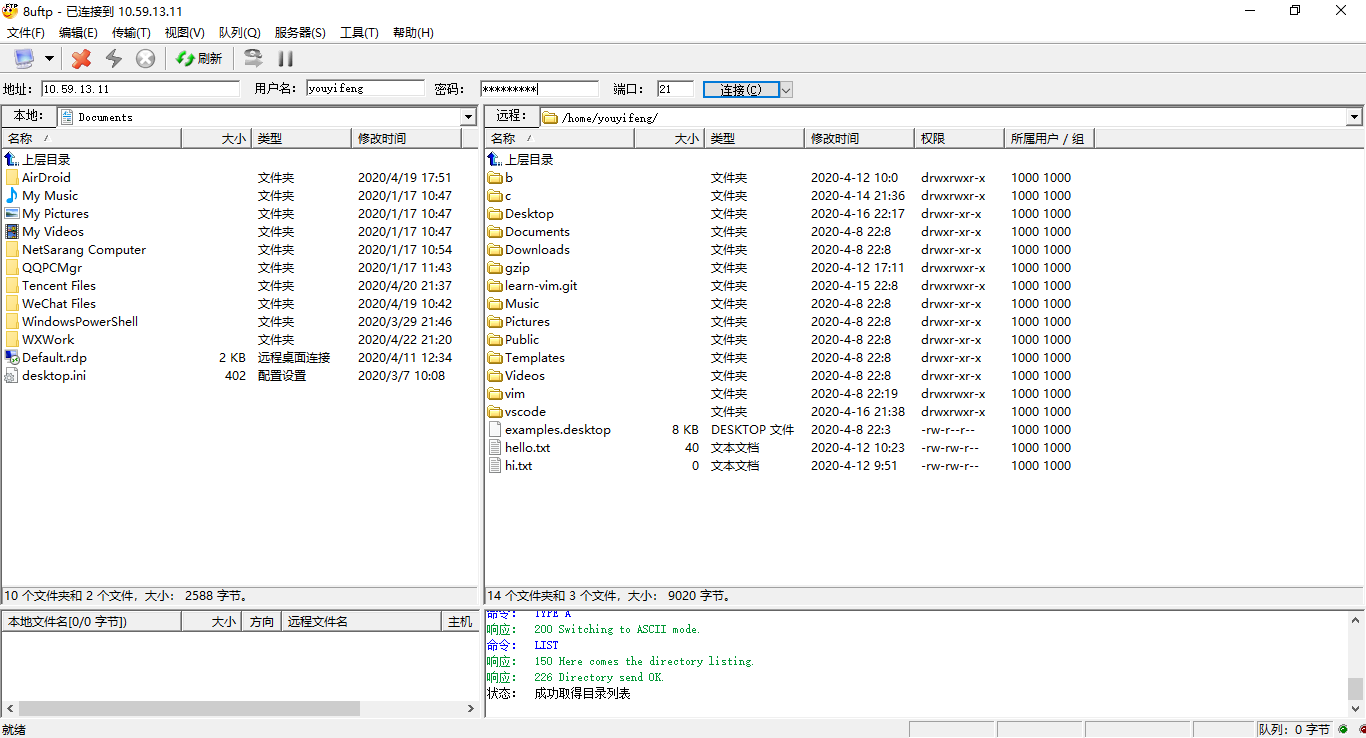 8uftp - 已连接到 10.59.13.11
文件(F) 编辑(E) 传输(T) 视图(V) 队列(Q) 服务器(S) 工具(T) 帮助(H)
刷新
地址: 10.59.13.11 用户名: youyifeng 密码: ********* 端口: 21 连接(C)
本地: Documents
名称 大小 类型 修改时间
上层目录
AirDroid 文件夹 2020/4/19 17:51
My Music 文件夹 2020/1/17 10:47
My Pictures 文件夹 2020/1/17 10:47
My Videos 文件夹 2020/1/17 10:47
NetSarang Computer 文件夹 2020/1/17 10:54
QQPCMgr 文件夹 2020/1/17 11:43
Tencent Files 文件夹 2020/4/20 21:37
WeChat Files 文件夹 2020/4/19 10:42
WindowsPowerShell 文件夹 2020/3/29 21:46
WXWork 文件夹 2020/4/22 21:20
Default.rdp 2 KB 远程桌面连接 2020/4/11 12:34
desktop.ini 402 配置设置 2020/3/7 10:08
10 个文件夹和 2 个文件，大小： 2588 字节。
远程: /home/youyifeng/
名称 大小 类型 修改时间 权限 所属用户 / 组
上层目录
b 文件夹 2020-4-12 10:0 drwxrwxr-x 1000 1000
c 文件夹 2020-4-14 21:36 drwxrwxr-x 1000 1000
Desktop 文件夹 2020-4-16 22:17 drwxr-xr-x 1000 1000
Documents 文件夹 2020-4-8 22:8 drwxr-xr-x 1000 1000
Downloads 文件夹 2020-4-8 22:8 drwxr-xr-x 1000 1000
gzip 文件夹 2020-4-12 17:11 drwxrwxr-x 1000 1000
learn-vim.git 文件夹 2020-4-15 22:8 drwxrwxr-x 1000 1000
Music 文件夹 2020-4-8 22:8 drwxr-xr-x 1000 1000
Pictures 文件夹 2020-4-8 22:8 drwxr-xr-x 1000 1000
Public 文件夹 2020-4-8 22:8 drwxr-xr-x 1000 1000
Templates 文件夹 2020-4-8 22:8 drwxr-xr-x 1000 1000
Videos 文件夹 2020-4-8 22:8 drwxr-xr-x 1000 1000
vim 文件夹 2020-4-8 22:19 drwxrwxr-x 1000 1000
vscode 文件夹 2020-4-16 21:38 drwxrwxr-x 1000 1000
examples.desktop 8 KB DESKTOP 文件 2020-4-8 22:3 -rw-r--r-- 1000 1000
hello.txt 40 文本文档 2020-4-12 10:23 -rw-rw-r-- 1000 1000
hi.txt 0 文本文档 2020-4-12 9:51 -rw-rw-r-- 1000 1000
14 个文件夹和 3 个文件，大小： 9020 字节。
本地文件名[0/0 字节]) 大小 方向 远程文件名 主机
命令: TYPE A
响应: 200 Switching to ASCII mode.
命令: LIST
响应: 150 Here comes the directory listing.
响应: 226 Directory send OK.
状态: 成功取得目录列表
就绪
队列: 0 字节